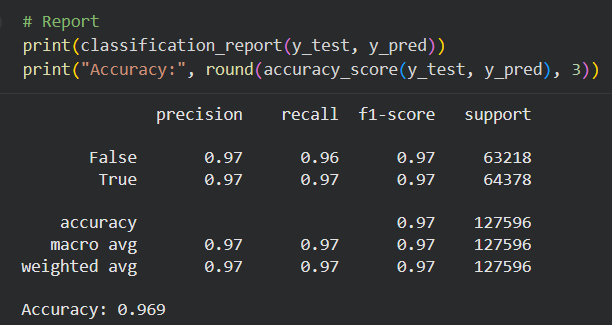 # Report
print(classification_report(y_test, y_pred))
print("Accuracy:", round(accuracy_score(y_test, y_pred), 3))
precision recall f1-score support
False 0.97 0.96 0.97 63218
True 0.97 0.97 0.97 64378
accuracy 0.97 127596
macro avg 0.97 0.97 0.97 127596
weighted avg 0.97 0.97 0.97 127596
Accuracy: 0.969